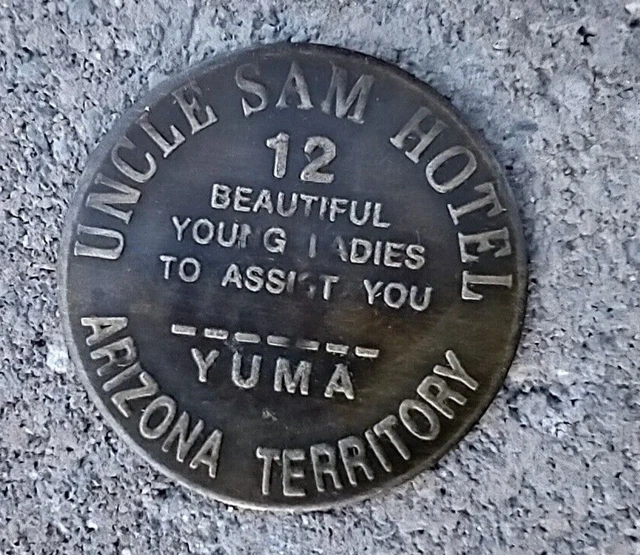 UNCLE SAM HOTEL
12
BEAUTIFUL
YOUNG LADIES
TO ASSIST YOU
-------
YUMA
ARIZONA TERRITORY